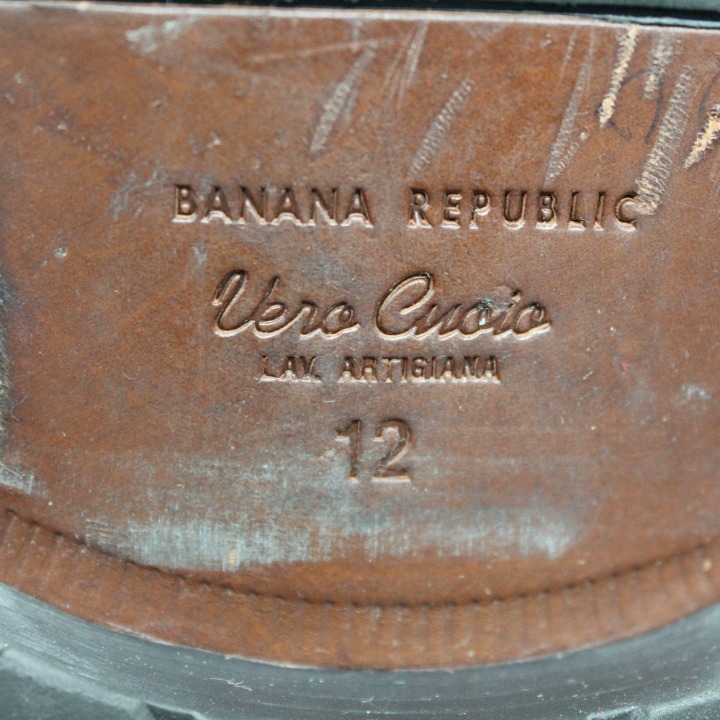 BANANA REPUBLIC
Vero Cuoio
LAV. ARTIGIANA
12